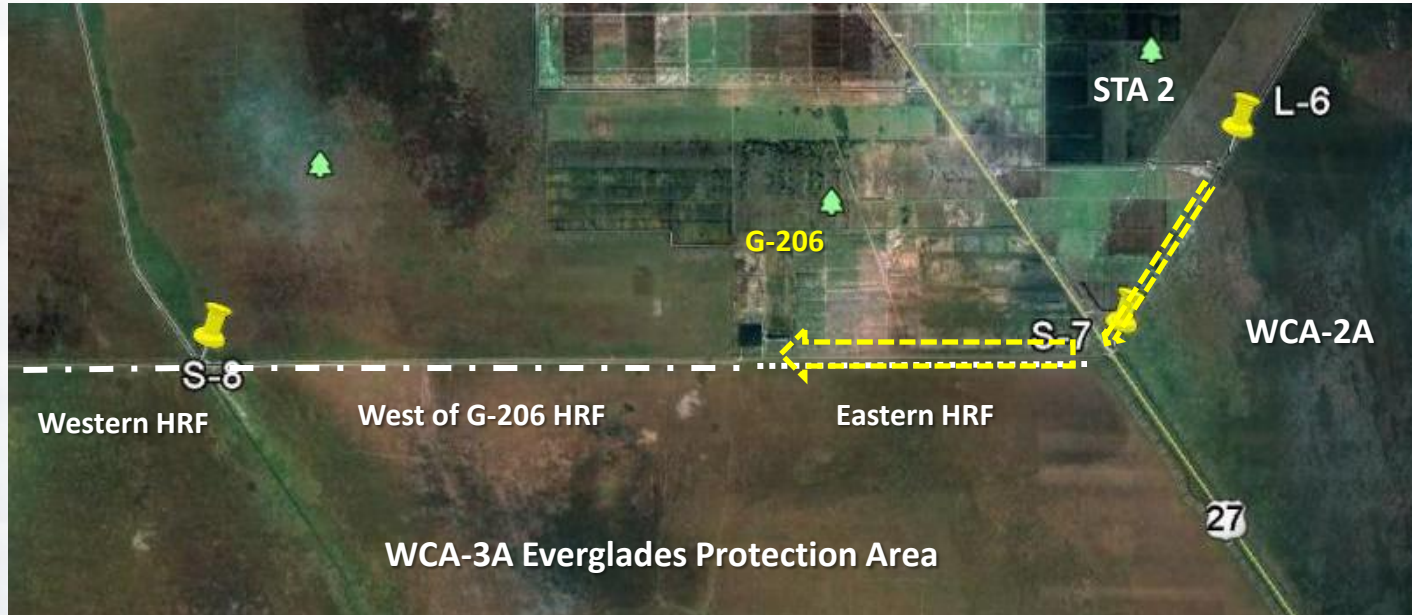 STA 2
L-6
G-206
S-7
WCA-2A
S-8
Western HRF
West of G-206 HRF
Eastern HRF
27
WCA-3A Everglades Protection Area